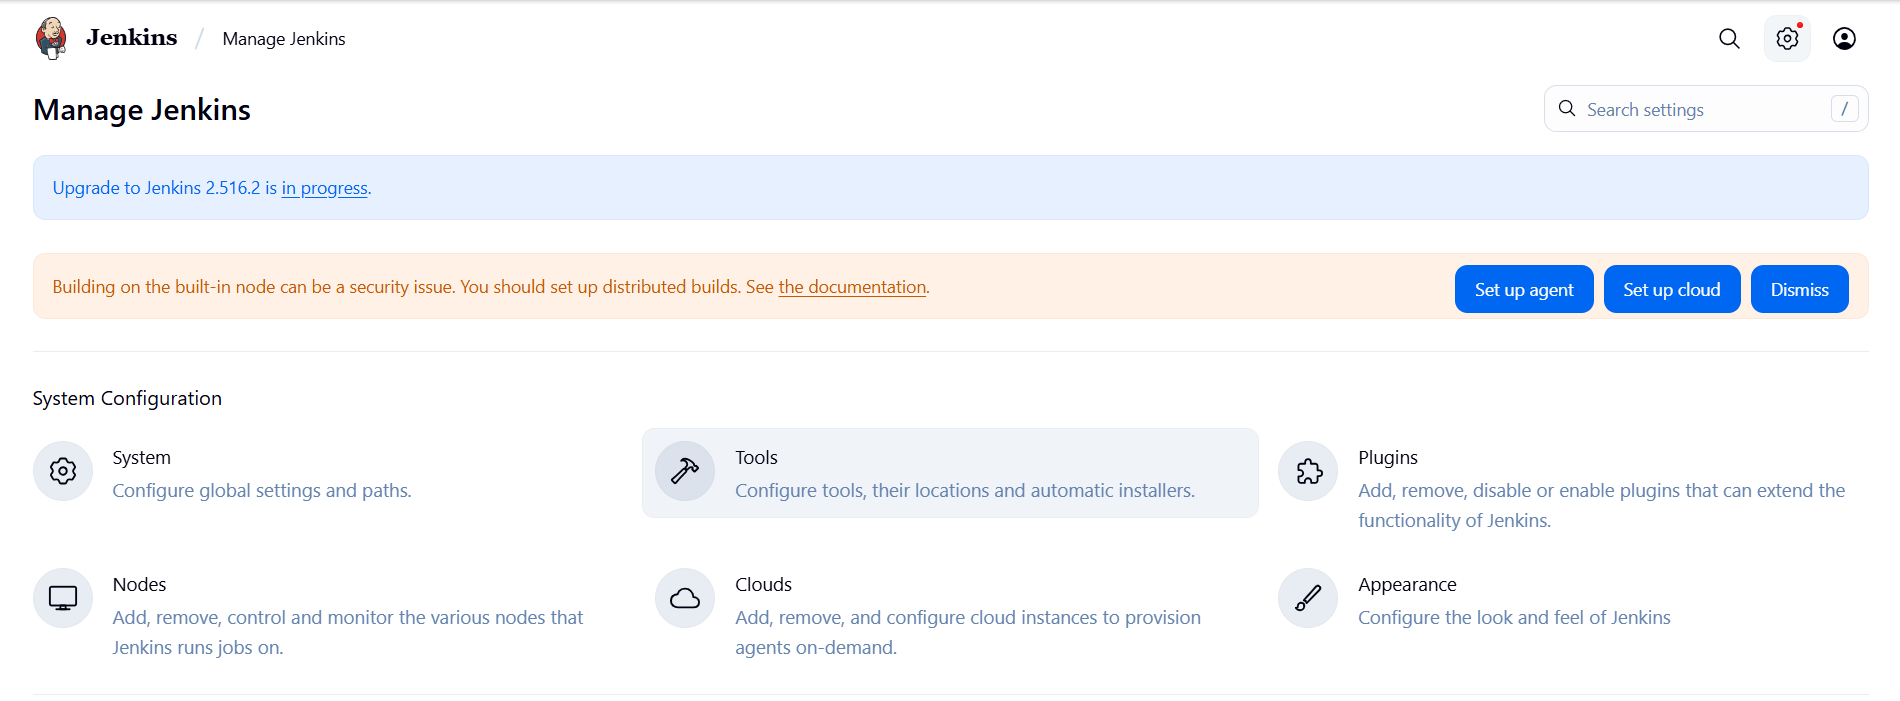 Jenkins / Manage Jenkins
Manage Jenkins
Search settings /
Upgrade to Jenkins 2.516.2 is in progress.
Building on the built-in node can be a security issue. You should set up distributed builds. See the documentation.
Set up agent Set up cloud Dismiss
System Configuration
System
Configure global settings and paths.
Tools
Configure tools, their locations and automatic installers.
Plugins
Add, remove, disable or enable plugins that can extend the
functionality of Jenkins.
Nodes
Add, remove, control and monitor the various nodes that
Jenkins runs jobs on.
Clouds
Add, remove, and configure cloud instances to provision
agents on-demand.
Appearance
Configure the look and feel of Jenkins